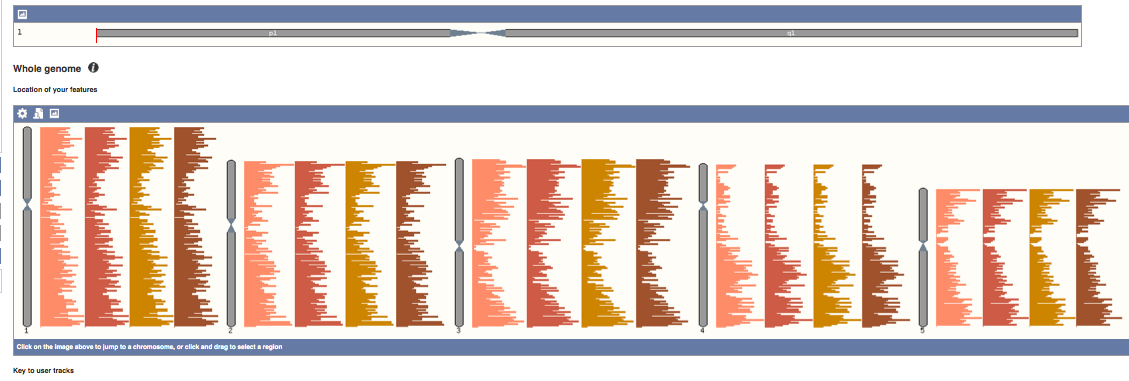 1
p1
q1
Whole genome i
Location of your features
1
2
3
4
5
Click on the image above to jump to a chromosome, or click and drag to select a region
Key to user tracks